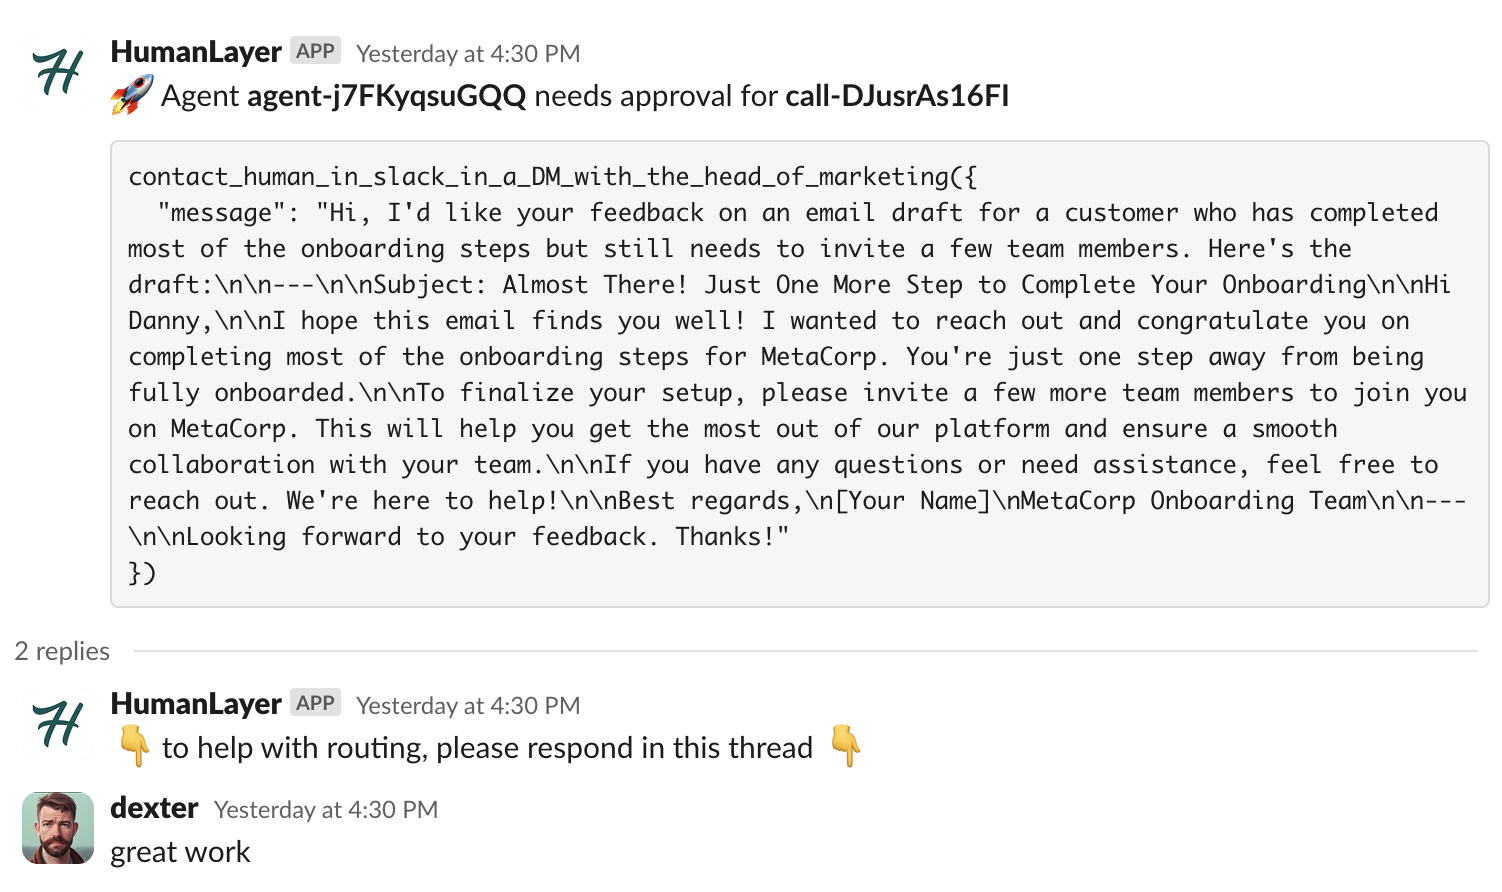 HumanLayer APP Yesterday at 4:30 PM
🚀 Agent agent-j7FKyqsuGQQ needs approval for call-DJusrAs16FI
contact_human_in_slack_in_a_DM_with_the_head_of_marketing({
  "message": "Hi, I'd like your feedback on an email draft for a customer who has completed
most of the onboarding steps but still needs to invite a few team members. Here's the
draft:\n\n---\n\nSubject: Almost There! Just One More Step to Complete Your Onboarding\n\nHi
Danny,\n\nI hope this email finds you well! I wanted to reach out and congratulate you on
completing most of the onboarding steps for MetaCorp. You're just one step away from being
fully onboarded.\n\nTo finalize your setup, please invite a few more team members to join you
on MetaCorp. This will help you get the most out of our platform and ensure a smooth
collaboration with your team.\n\nIf you have any questions or need assistance, feel free to
reach out. We're here to help!\n\nBest regards,\n[Your Name]\nMetaCorp Onboarding Team\n\n---
\n\nLooking forward to your feedback. Thanks!"
})
2 replies
HumanLayer APP Yesterday at 4:30 PM
👇 to help with routing, please respond in this thread 👇
dexter Yesterday at 4:30 PM
great work